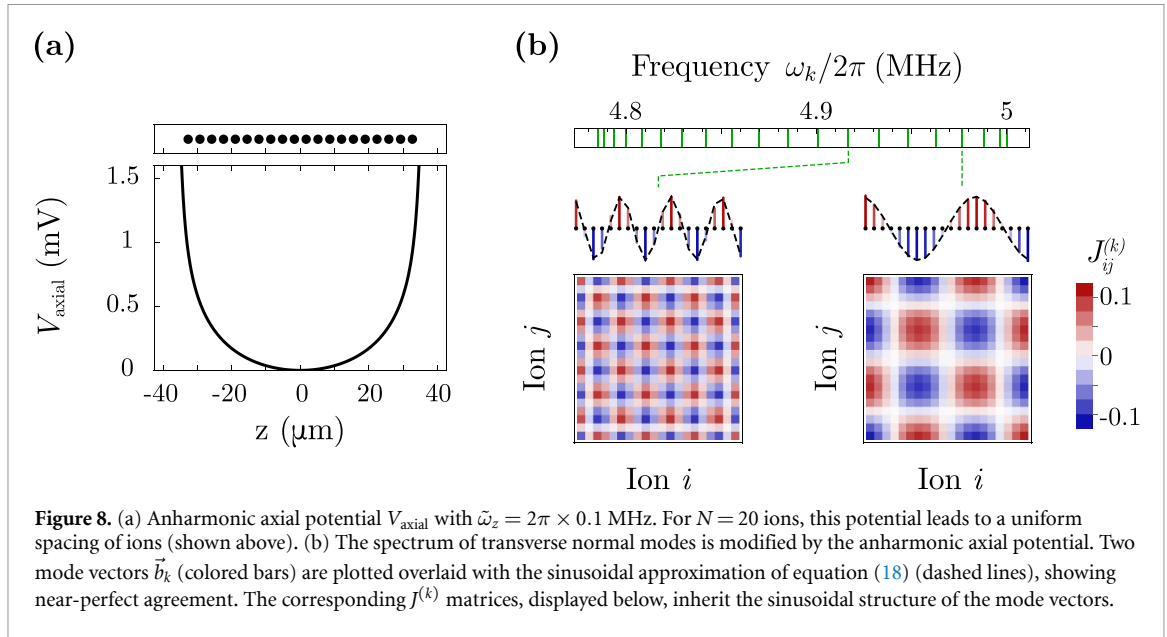 (a)
(b)
Frequency ωₖ/2π (MHz)
4.8 4.9 5
1.5
1
0.5
0
V_axial (mV)
-40 -20 0 20 40
z (μm)
Ion j
Ion i
Ion j
Ion i
J_ij^(k)
0.1
0
-0.1
Figure 8. (a) Anharmonic axial potential V_axial with ω̃_z = 2π × 0.1 MHz. For N = 20 ions, this potential leads to a uniform
spacing of ions (shown above). (b) The spectrum of transverse normal modes is modified by the anharmonic axial potential. Two
mode vectors b⃗ₖ (colored bars) are plotted overlaid with the sinusoidal approximation of equation (18) (dashed lines), showing
near-perfect agreement. The corresponding J^(k) matrices, displayed below, inherit the sinusoidal structure of the mode vectors.